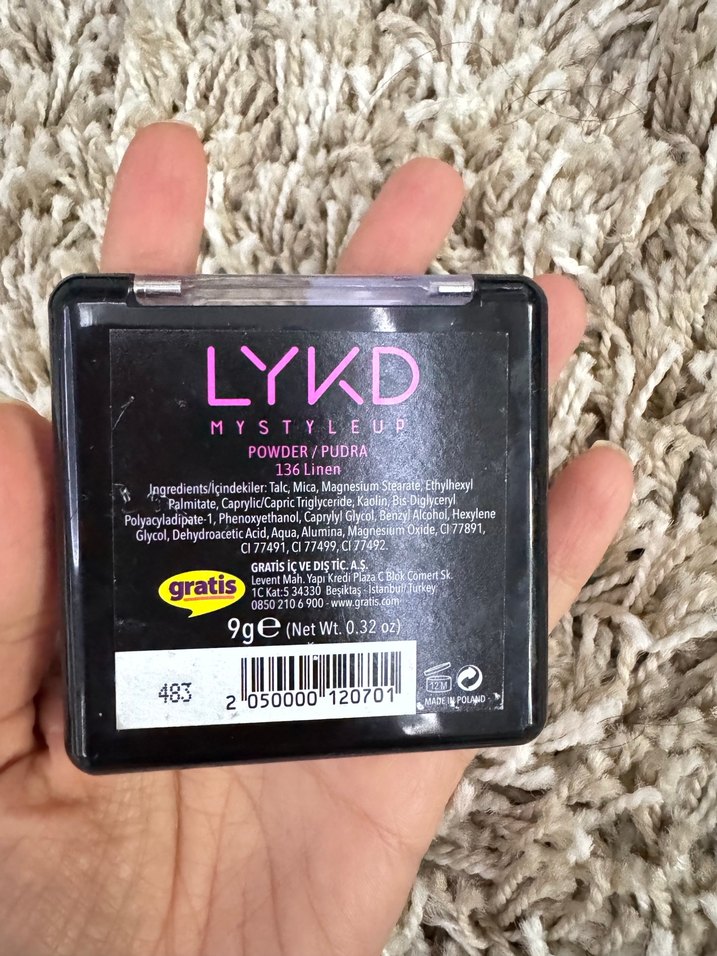 LYKD
MYSTYLEUP
POWDER / PUDRA
136 Linen
Ingredients/İçindekiler: Talc, Mica, Magnesium Stearate, Ethylhexyl
Palmitate, Caprylic/Capric Triglyceride, Kaolin, Bis-Diglyceryl
Polyacyladipate-1, Phenoxyethanol, Caprylyl Glycol, Benzyl Alcohol, Hexylene
Glycol, Dehydroacetic Acid, Aqua, Alumina, Magnesium Oxide, CI 77891,
CI 77491, CI 77499, CI 77492.
gratis
GRATİS İÇ VE DIŞ TİC. A.Ş.
Levent Mah. Yapı Kredi Plaza C Blok Cömert Sk.
1C Kat:5 34330 Beşiktaş - İstanbul/Turkey
0850 210 6 900 - www.gratis.com
9g e (Net Wt. 0.32 oz)
483
2 050000 120701
12M
MADE IN POLAND